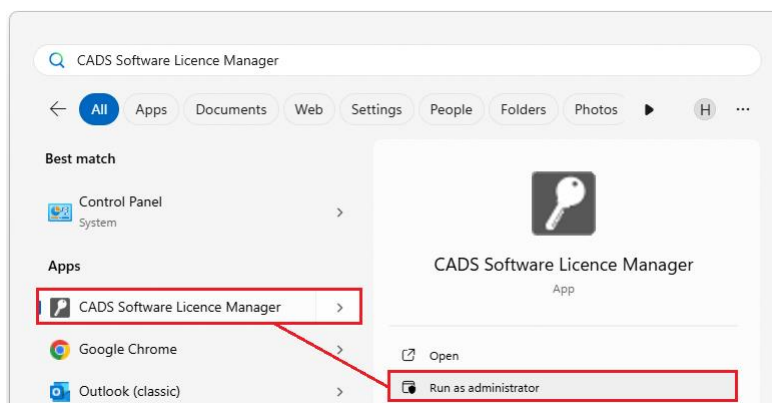 CADS Software Licence Manager
All Apps Documents Web Settings People Folders Photos H ...
Best match
Control Panel
System
Apps
CADS Software Licence Manager
Google Chrome
Outlook (classic)
CADS Software Licence Manager
App
Open
Run as administrator